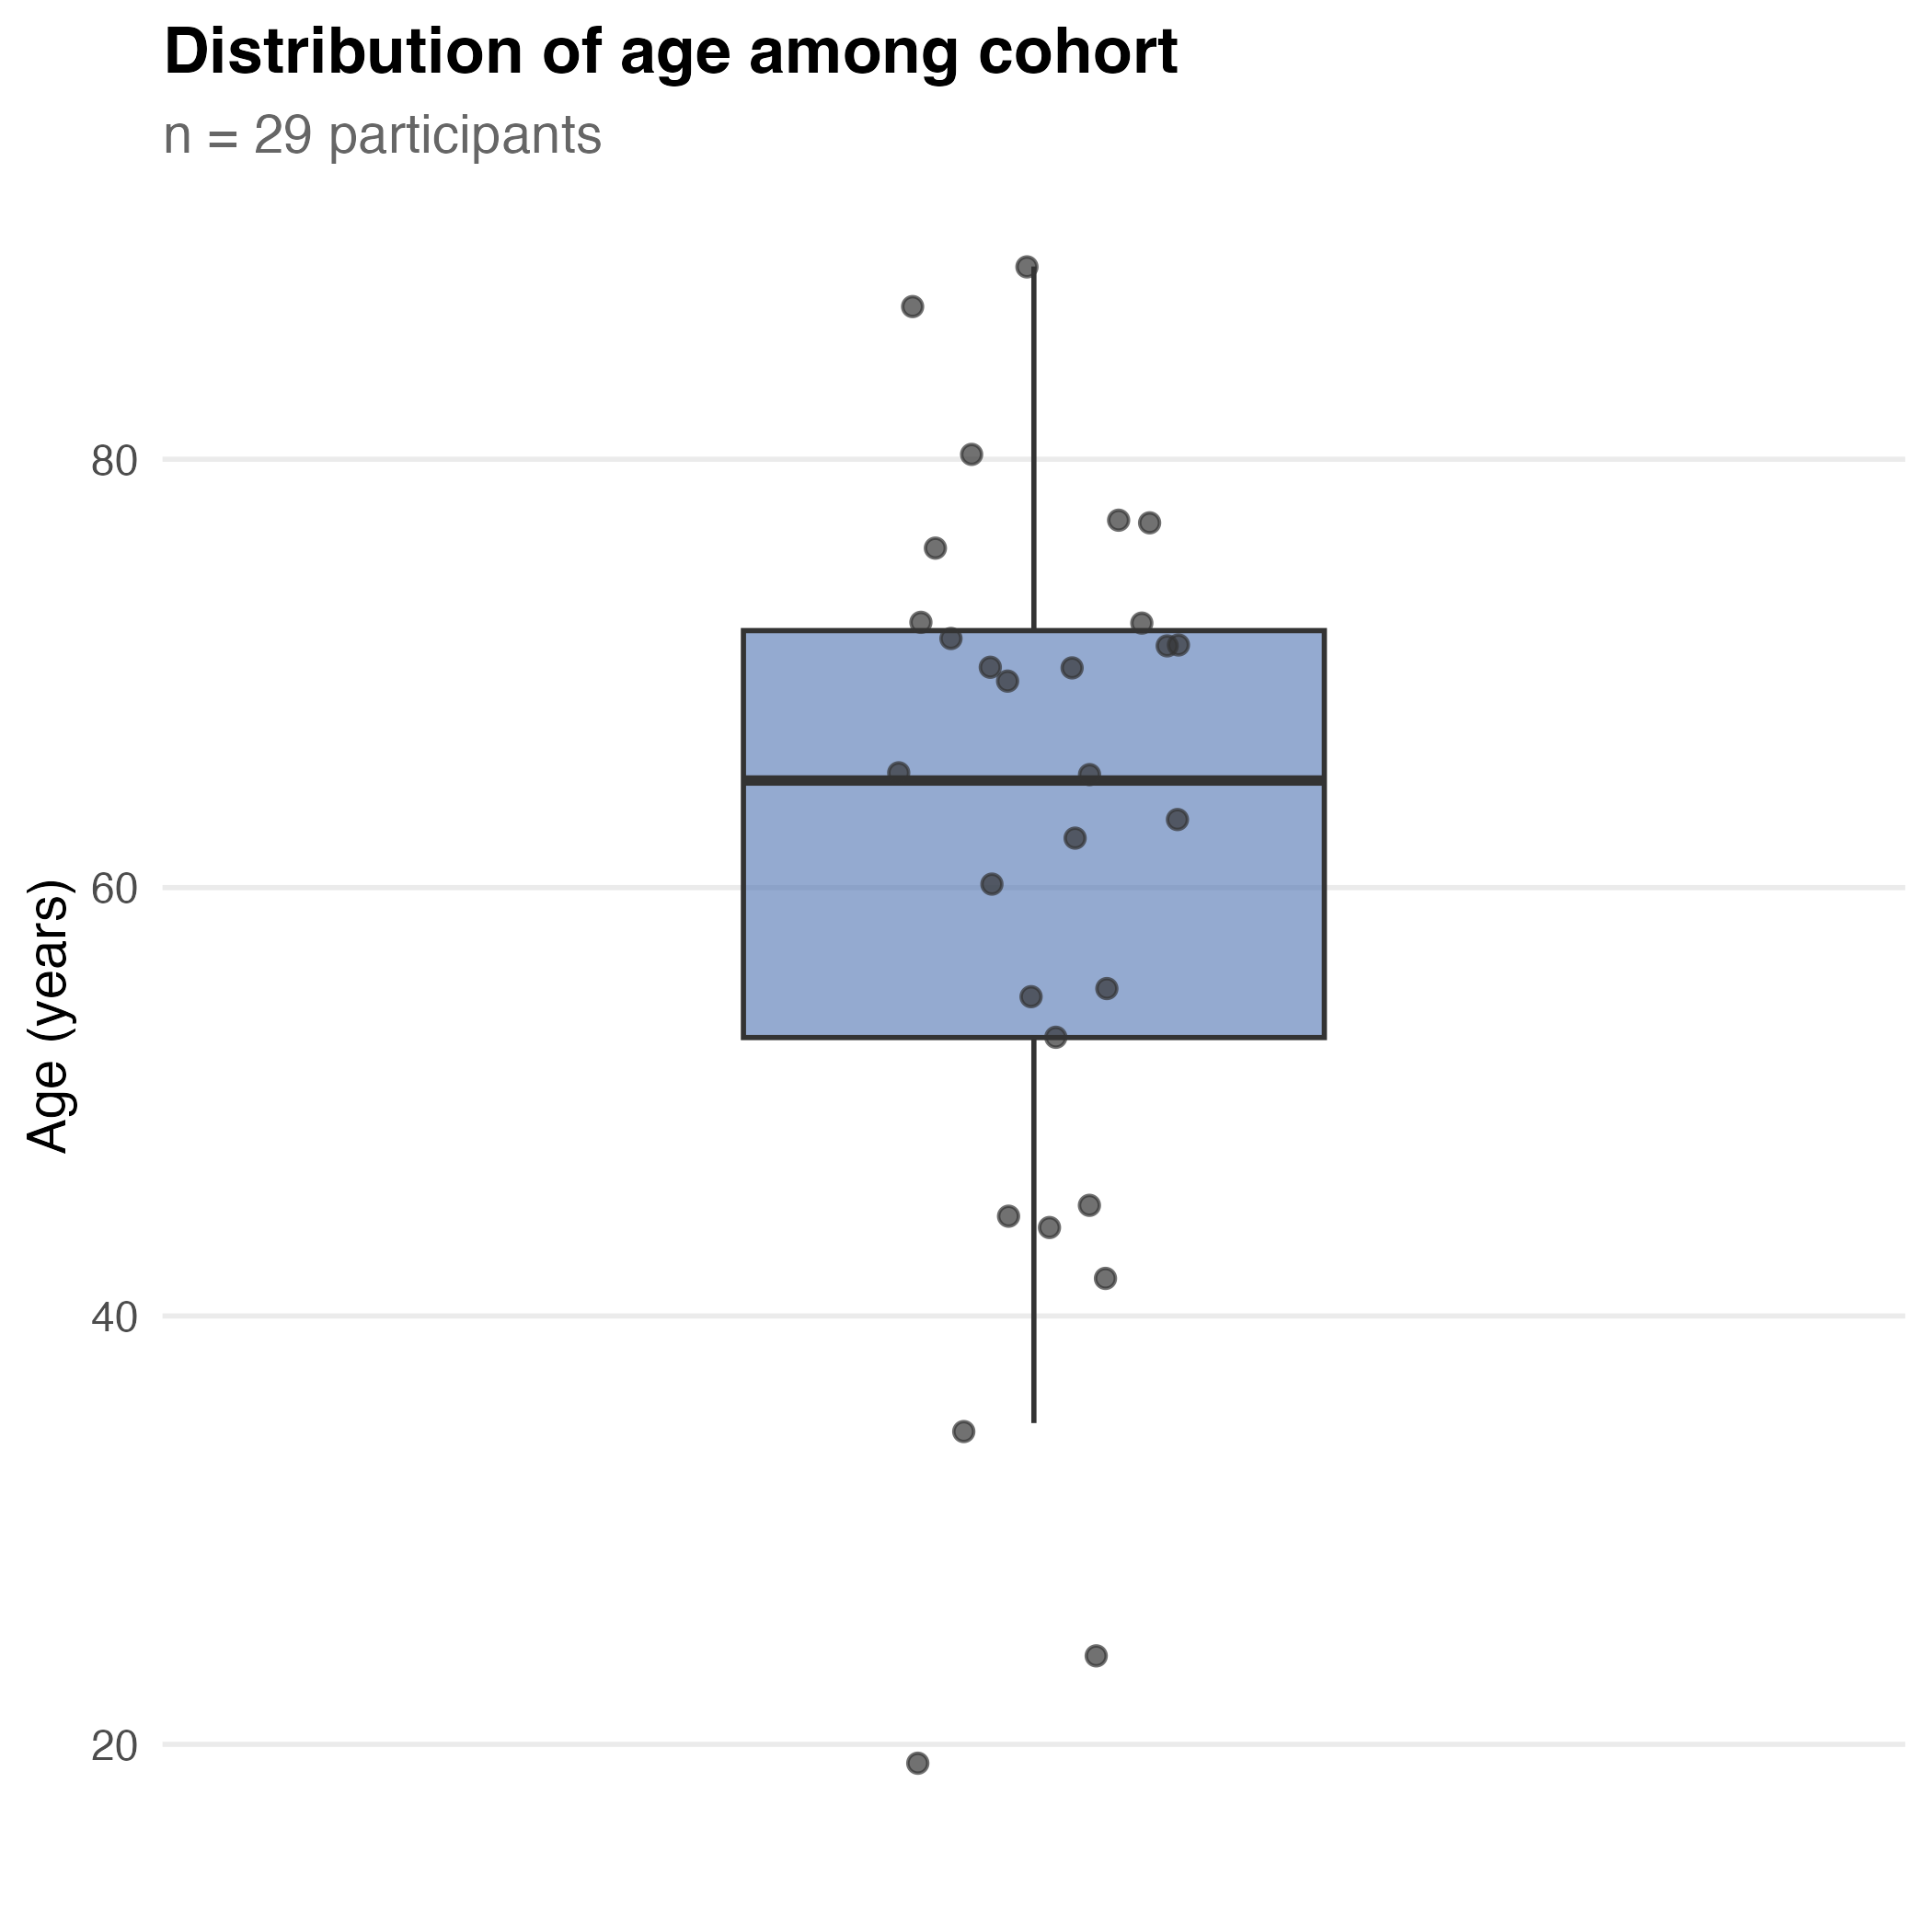 Distribution of age among cohort
n = 29 participants
Age (years)
80
60
40
20